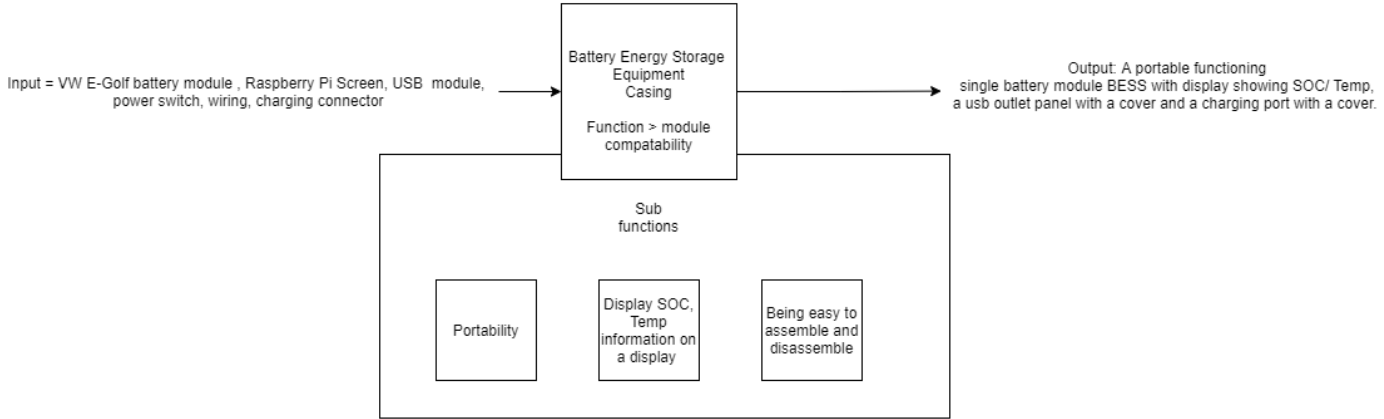 Battery Energy Storage
Equipment
Casing
Function > module
compatability
Input = VW E-Golf battery module , Raspberry Pi Screen, USB  module,
power switch, wiring, charging connector
Output: A portable functioning
single battery module BESS with display showing SOC/ Temp,
a usb outlet panel with a cover and a charging port with a cover.
Sub
functions
Portability
Display SOC,
Temp
information on
a display
Being easy to
assemble and
disassemble